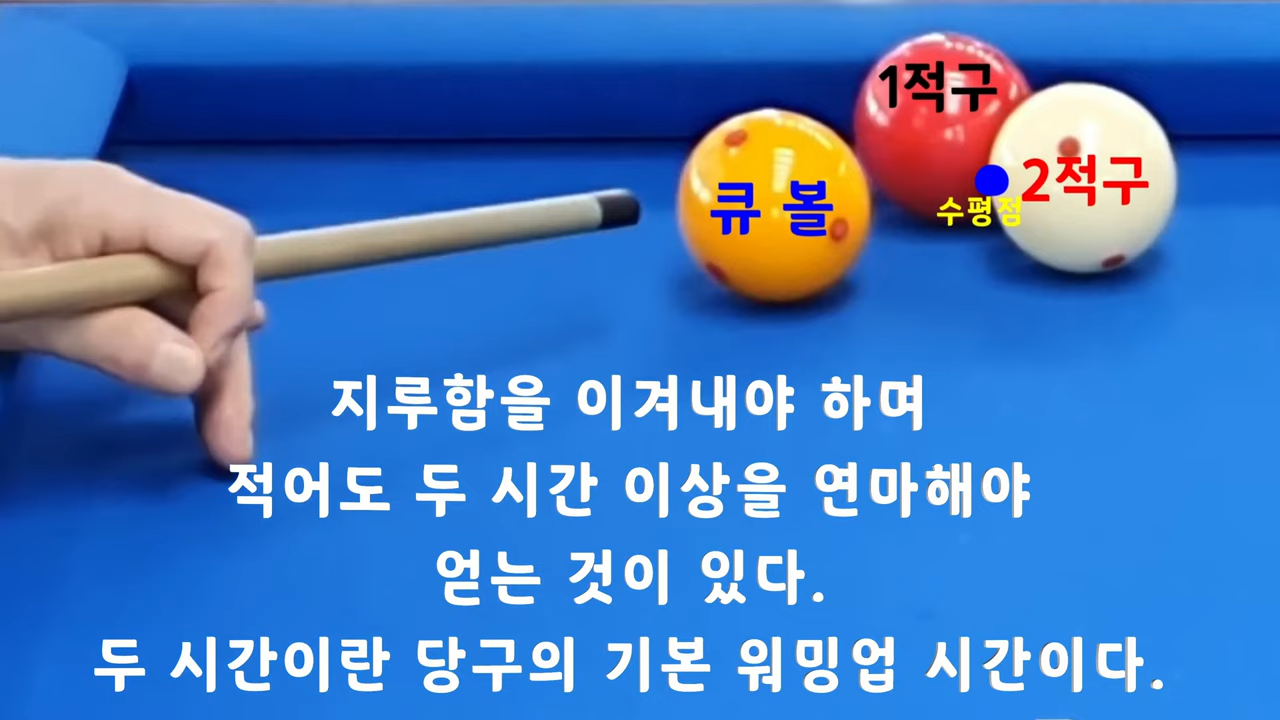 1적구
큐 볼
2적구
수평점
지루함을 이겨내야 하며
적어도 두 시간 이상을 연마해야
얻는 것이 있다.
두 시간이란 당구의 기본 워밍업 시간이다.